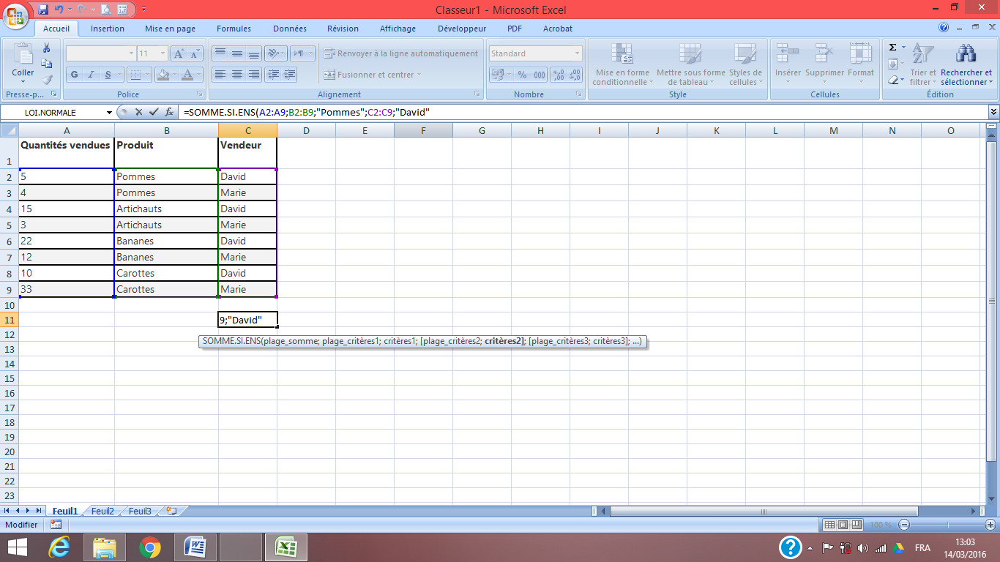 Classeur1 - Microsoft Excel
Accueil Insertion Mise en page Formules Données Révision Affichage Développeur PDF Acrobat
Coller
11
Renvoyer à la ligne automatiquement
Standard
G I S
Fusionner et centrer
% 000
Mise en forme conditionnelle
Mettre sous forme de tableau
Styles de cellules
Insérer Supprimer Format
Σ
Trier et filtrer
Rechercher et sélectionner
Presse-p... Police Alignement Nombre Style Cellules Édition
LOI.NORMALE fx =SOMME.SI.ENS(A2:A9;B2:B9;"Pommes";C2:C9;"David"
A B C D E F G H I J K L M N O
1 Quantités vendues Produit Vendeur
2 5 Pommes David
3 4 Pommes Marie
4 15 Artichauts David
5 3 Artichauts Marie
6 22 Bananes David
7 12 Bananes Marie
8 10 Carottes David
9 33 Carottes Marie
10
11 9;"David"
12
SOMME.SI.ENS(plage_somme; plage_critères1; critères1; [plage_critères2; critères2]; [plage_critères3; critères3]; ...)
13
14
15
16
17
18
19
20
21
22
23
Feuil1 Feuil2 Feuil3
Modifier 100 %
FRA 13:03
14/03/2016